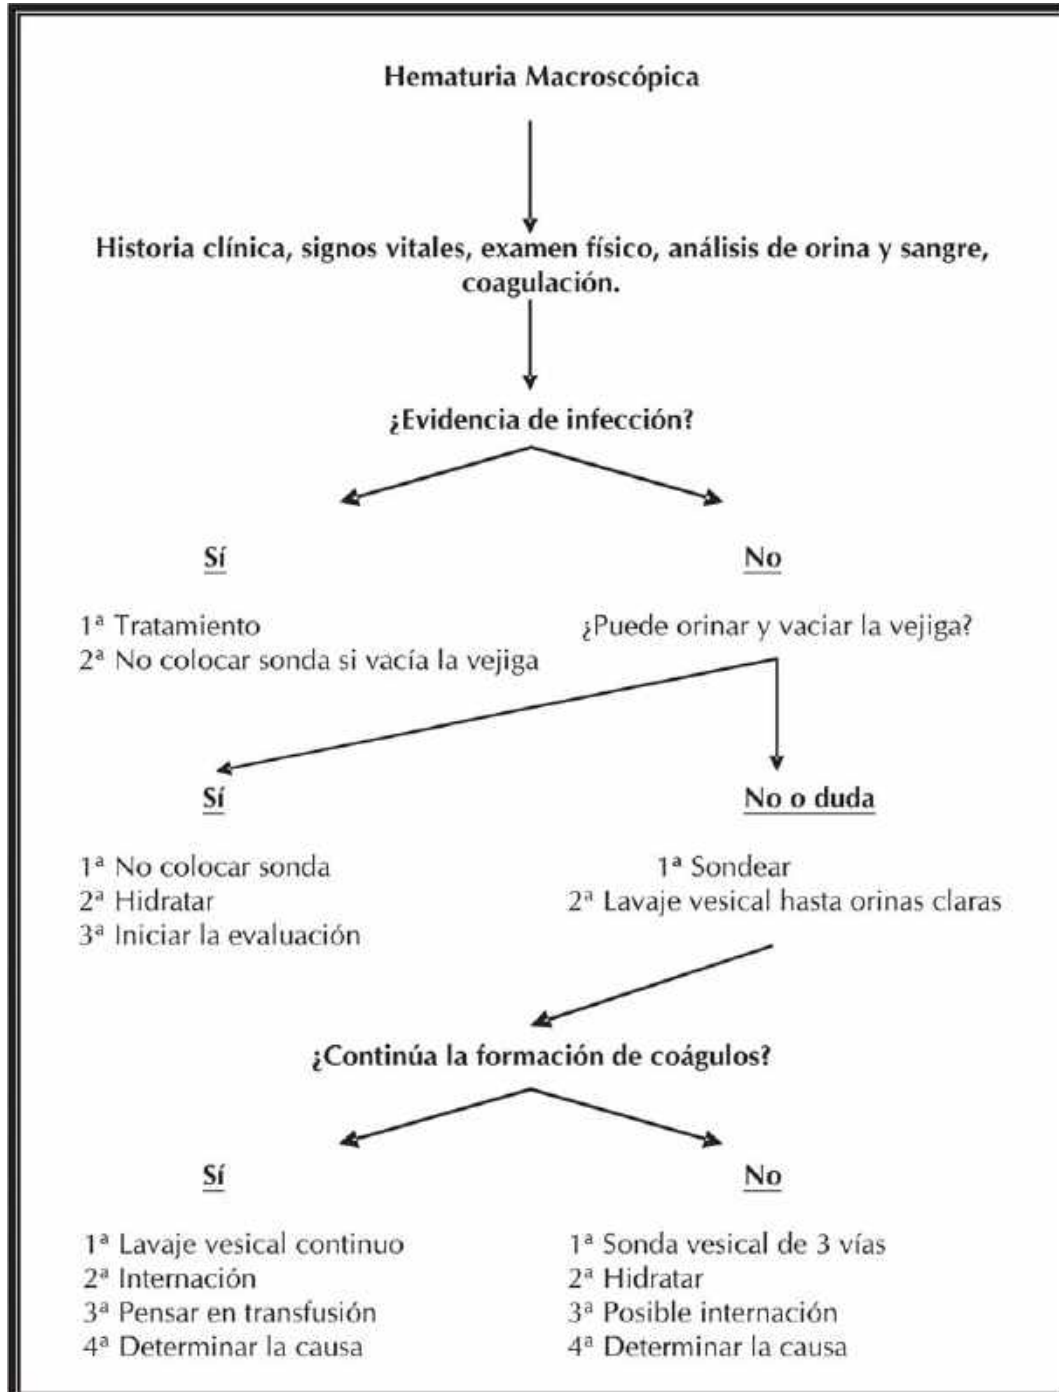 Hematuria Macroscópica
Historia clínica, signos vitales, examen físico, análisis de orina y sangre,
coagulación.
¿Evidencia de infección?
Sí
No
1ª Tratamiento
2ª No colocar sonda si vacía la vejiga
¿Puede orinar y vaciar la vejiga?
Sí
No o duda
1ª No colocar sonda
2ª Hidratar
3ª Iniciar la evaluación
1ª Sondear
2ª Lavaje vesical hasta orinas claras
¿Continúa la formación de coágulos?
Sí
No
1ª Lavaje vesical continuo
2ª Internación
3ª Pensar en transfusión
4ª Determinar la causa
1ª Sonda vesical de 3 vías
2ª Hidratar
3ª Posible internación
4ª Determinar la causa